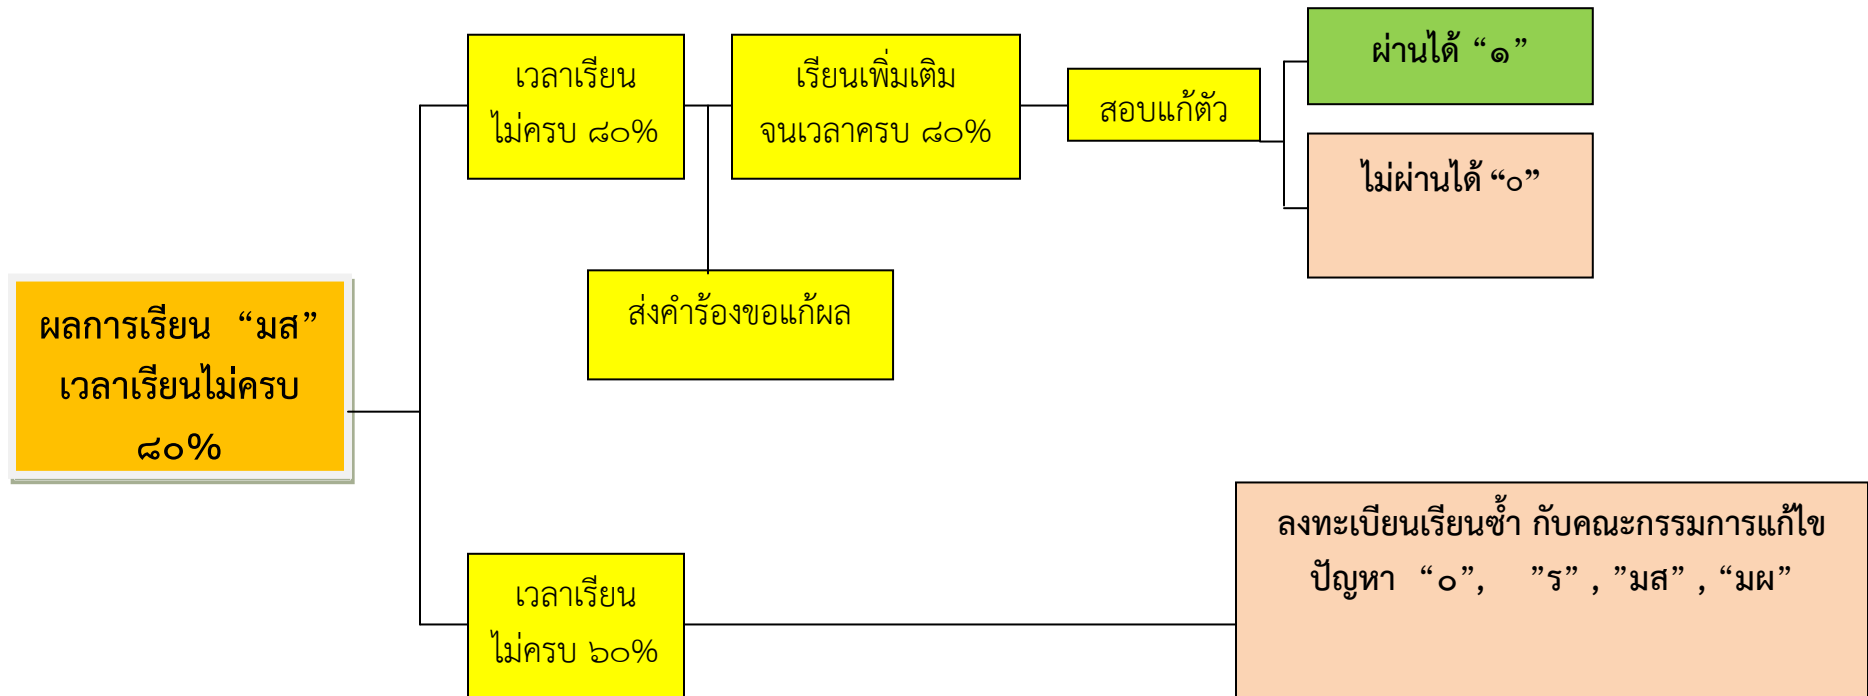 ผลการเรียน “มส”
เวลาเรียนไม่ครบ
๘๐%
เวลาเรียน
ไม่ครบ ๘๐%
ส่งคำร้องขอแก้ผล
เรียนเพิ่มเติม
จนเวลาครบ ๘๐%
สอบแก้ตัว
ผ่านได้ “๑”
ไม่ผ่านได้ “๐”
เวลาเรียน
ไม่ครบ ๖๐%
ลงทะเบียนเรียนซ้ำ กับคณะกรรมการแก้ไข
ปัญหา “๐”, ”ร” , ”มส” , “มผ”